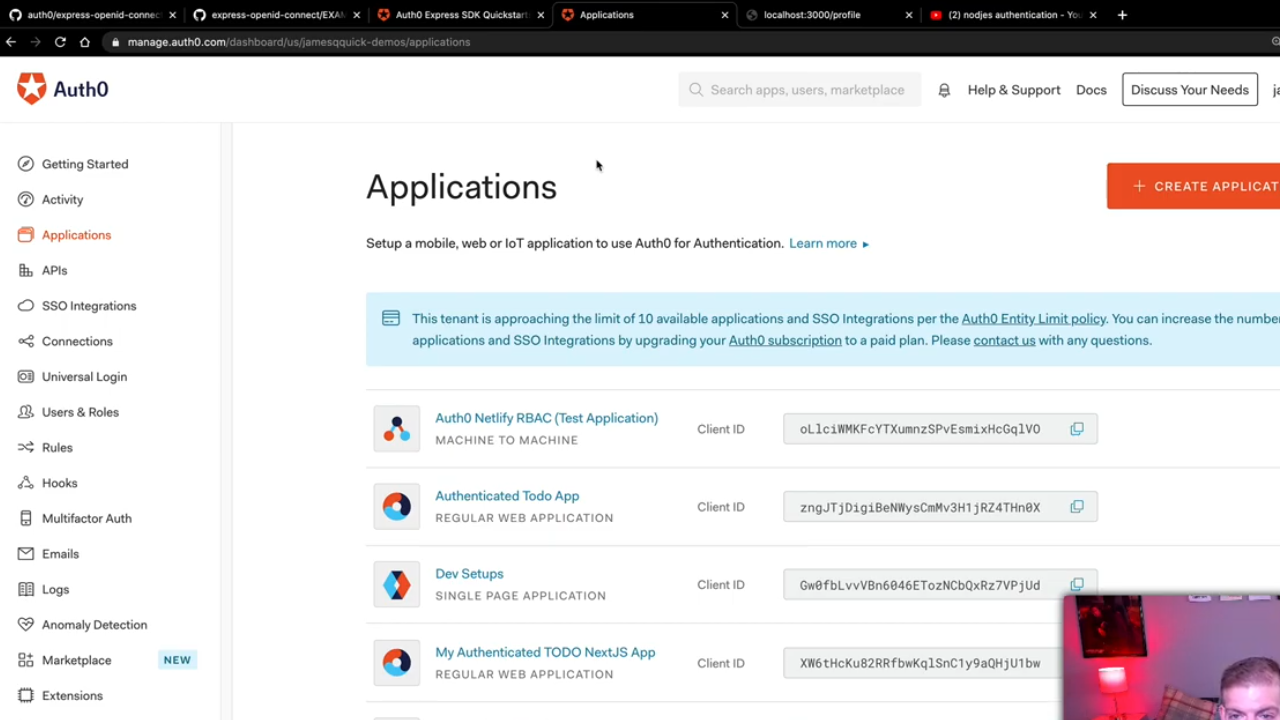 auth0/express-openid-connec
express-openid-connect/EXAM
Auth0 Express SDK Quickstart
Applications
localhost:3000/profile
(2) nodjes authentication - You
manage.auth0.com/dashboard/us/jamesqquick-demos/applications
Auth0
Search apps, users, marketplace
Help & Support
Docs
Discuss Your Needs
ja
Getting Started
Activity
Applications
APIs
SSO Integrations
Connections
Universal Login
Users & Roles
Rules
Hooks
Multifactor Auth
Emails
Logs
Anomaly Detection
Marketplace NEW
Extensions
Applications
+ CREATE APPLICAT
Setup a mobile, web or IoT application to use Auth0 for Authentication. Learn more ▸
This tenant is approaching the limit of 10 available applications and SSO Integrations per the Auth0 Entity Limit policy. You can increase the number
applications and SSO Integrations by upgrading your Auth0 subscription to a paid plan. Please contact us with any questions.
Auth0 Netlify RBAC (Test Application)
MACHINE TO MACHINE
Client ID
oLlciWMKFcYTXumnzSPvEsmixHcGqlVO
Authenticated Todo App
REGULAR WEB APPLICATION
Client ID
zngJTjDigiBeNWysCmMv3H1jRZ4THn0X
Dev Setups
SINGLE PAGE APPLICATION
Client ID
Gw0fbLvvVBn6046ETozNCbQxRz7VPjUd
My Authenticated TODO NextJS App
REGULAR WEB APPLICATION
Client ID
XW6tHcKu82RRfbwKqlSnC1y9aQHjU1bw